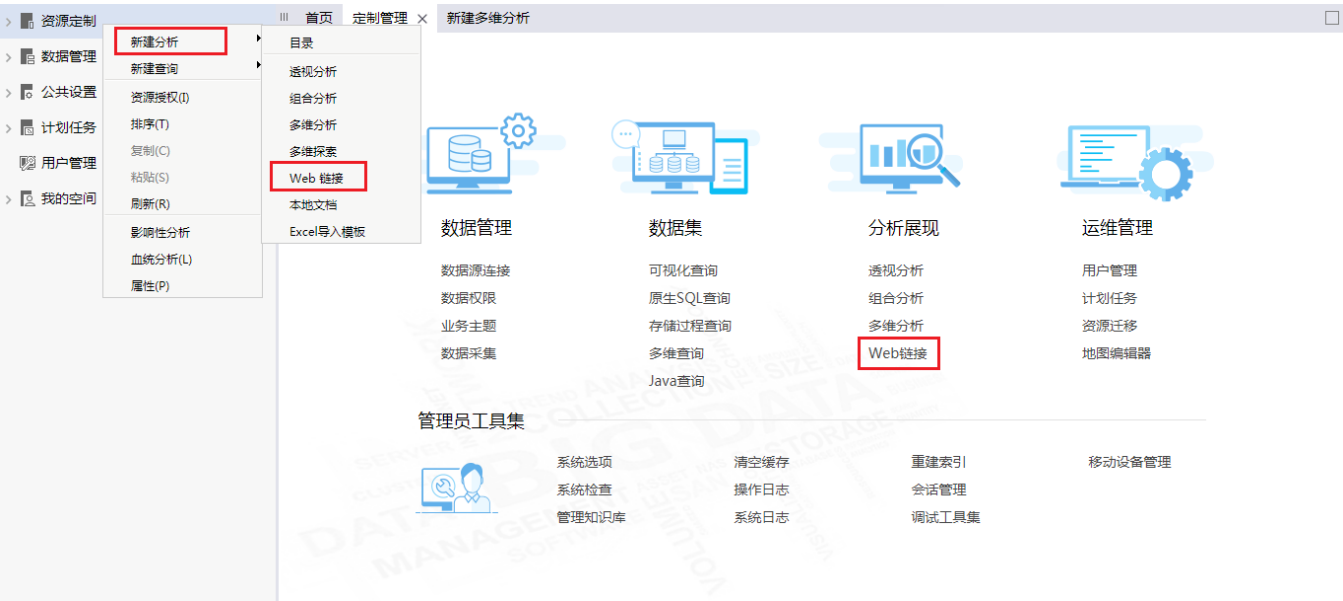 首页
定制管理
新建多维分析
资源定制
数据管理
公共设置
计划任务
用户管理
我的空间
新建分析
新建查询
资源授权(I)
排序(T)
复制(C)
粘贴(S)
刷新(R)
影响性分析
血统分析(L)
属性(P)
目录
透视分析
组合分析
多维分析
多维探索
Web 链接
本地文档
Excel导入模板
数据管理
数据源连接
数据权限
业务主题
数据采集
数据集
可视化查询
原生SQL查询
存储过程查询
多维查询
Java查询
分析展现
透视分析
组合分析
多维分析
Web链接
运维管理
用户管理
计划任务
资源迁移
地图编辑器
管理员工具集
系统选项
清空缓存
重建索引
移动设备管理
系统检查
操作日志
会话管理
管理知识库
系统日志
调试工具集
BIG DATA
COLLECTION
ANALYSIS
SIZE
STORAGE
SERVER
MANAGEMENT
SOFTWARE
VOLUME